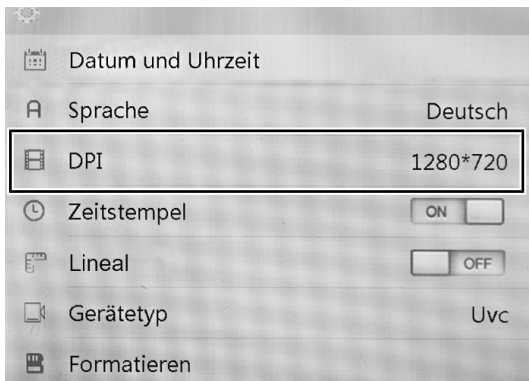 Datum und Uhrzeit
Sprache Deutsch
DPI 1280*720
Zeitstempel ON
Lineal OFF
Gerätetyp Uvc
Formatieren